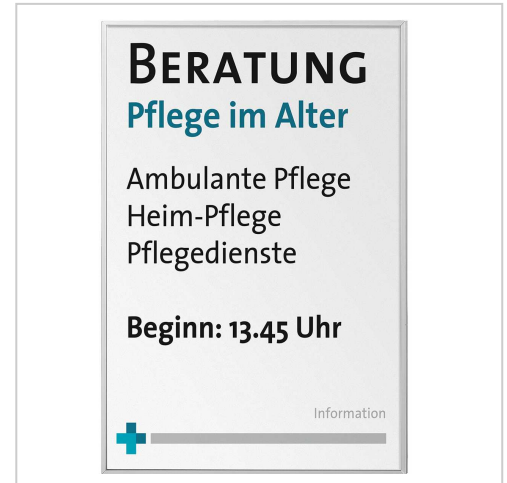 BERATUNG
Pflege im Alter
Ambulante Pflege
Heim-Pflege
Pflegedienste
Beginn: 13.45 Uhr
Information